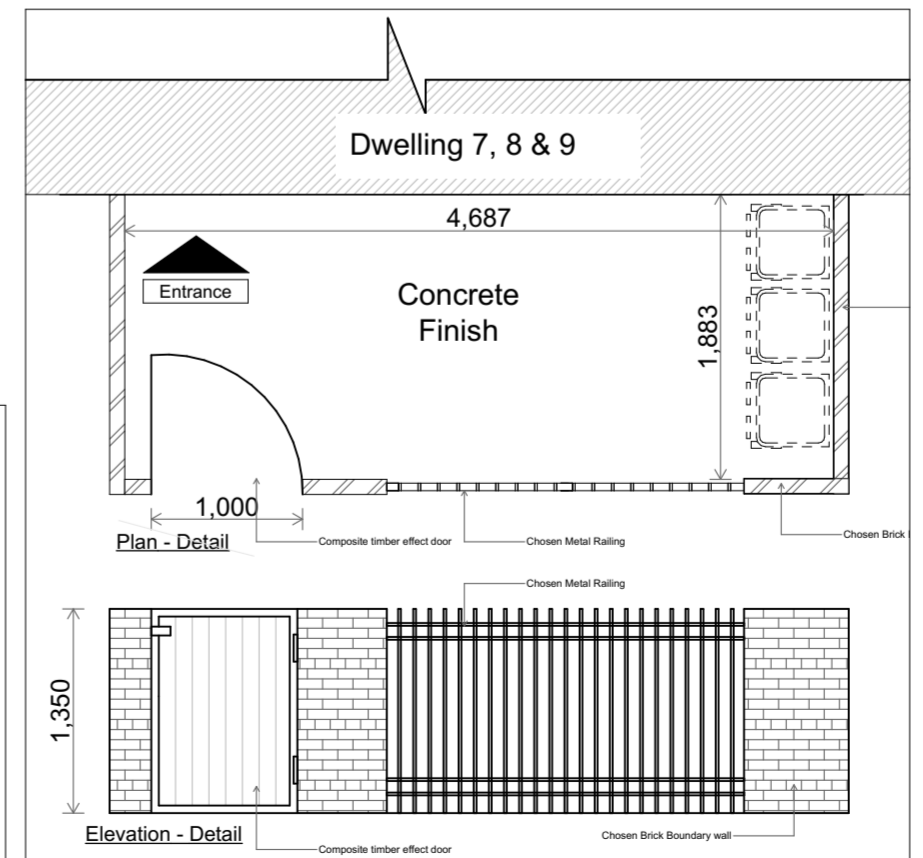 Dwelling 7, 8 & 9
4,687
Entrance
Concrete
Finish
1,883
1,000
Plan - Detail
Composite timber effect door
Chosen Metal Railing
Chosen Brick
Chosen Metal Railing
1,350
Elevation - Detail
Chosen Brick Boundary wall
Composite timber effect door